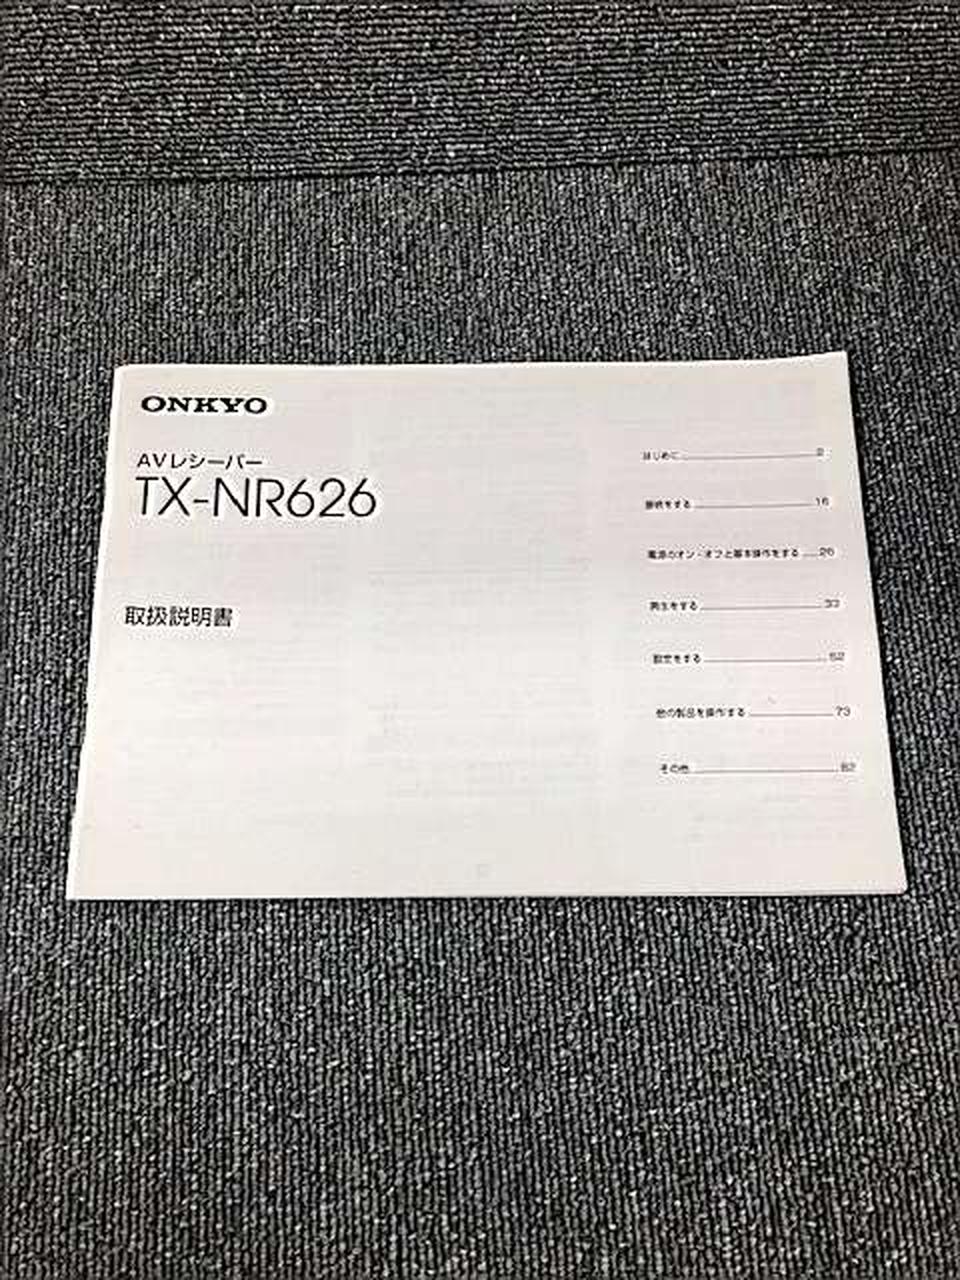 ONKYO
AVレシーバー
TX-NR626
取扱説明書
はじめに 2
接続をする 16
電源のオン・オフと基本操作をする 26
再生をする 33
設定をする 52
他の製品を操作する 73
その他 82